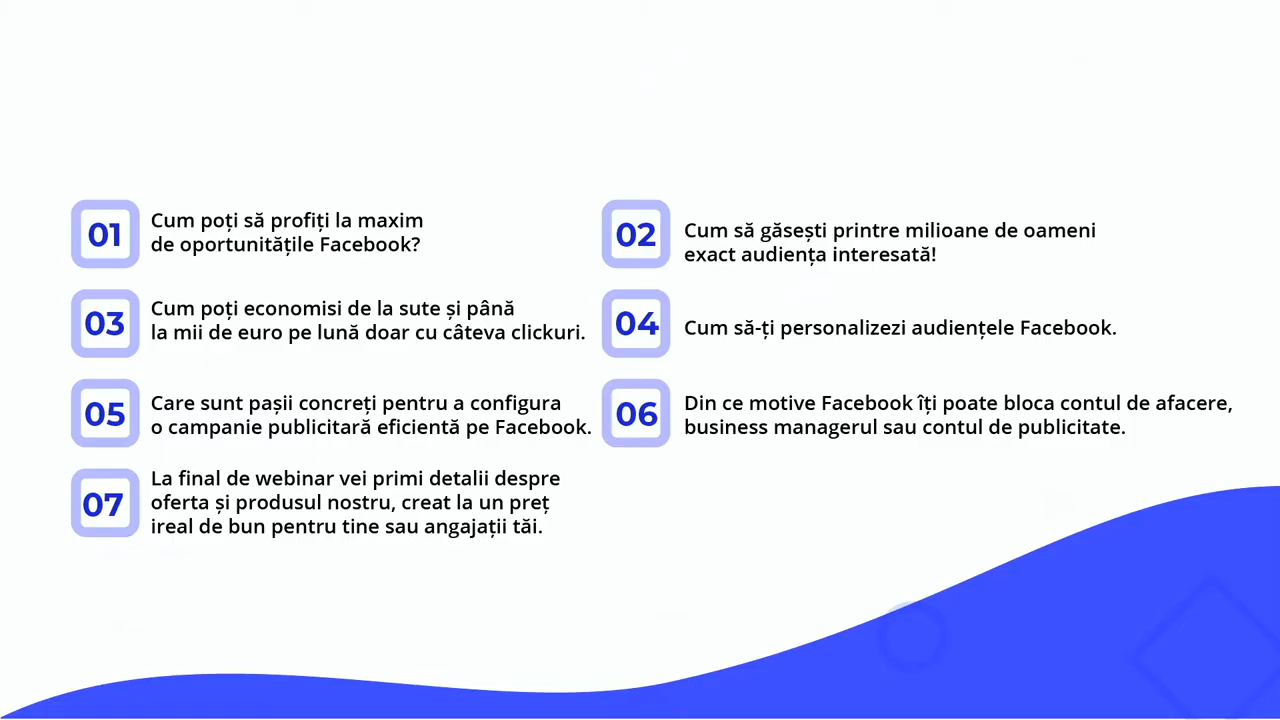 01
Cum poți să profiți la maxim
de oportunitățile Facebook?
02
Cum să găsești printre milioane de oameni
exact audiența interesată!
03
Cum poți economisi de la sute și până
la mii de euro pe lună doar cu câteva clickuri.
04
Cum să-ți personalizezi audiențele Facebook.
05
Care sunt pașii concreți pentru a configura
o campanie publicitară eficientă pe Facebook.
06
Din ce motive Facebook îți poate bloca contul de afacere,
business managerul sau contul de publicitate.
07
La final de webinar vei primi detalii despre
oferta și produsul nostru, creat la un preț
ireal de bun pentru tine sau angajații tăi.